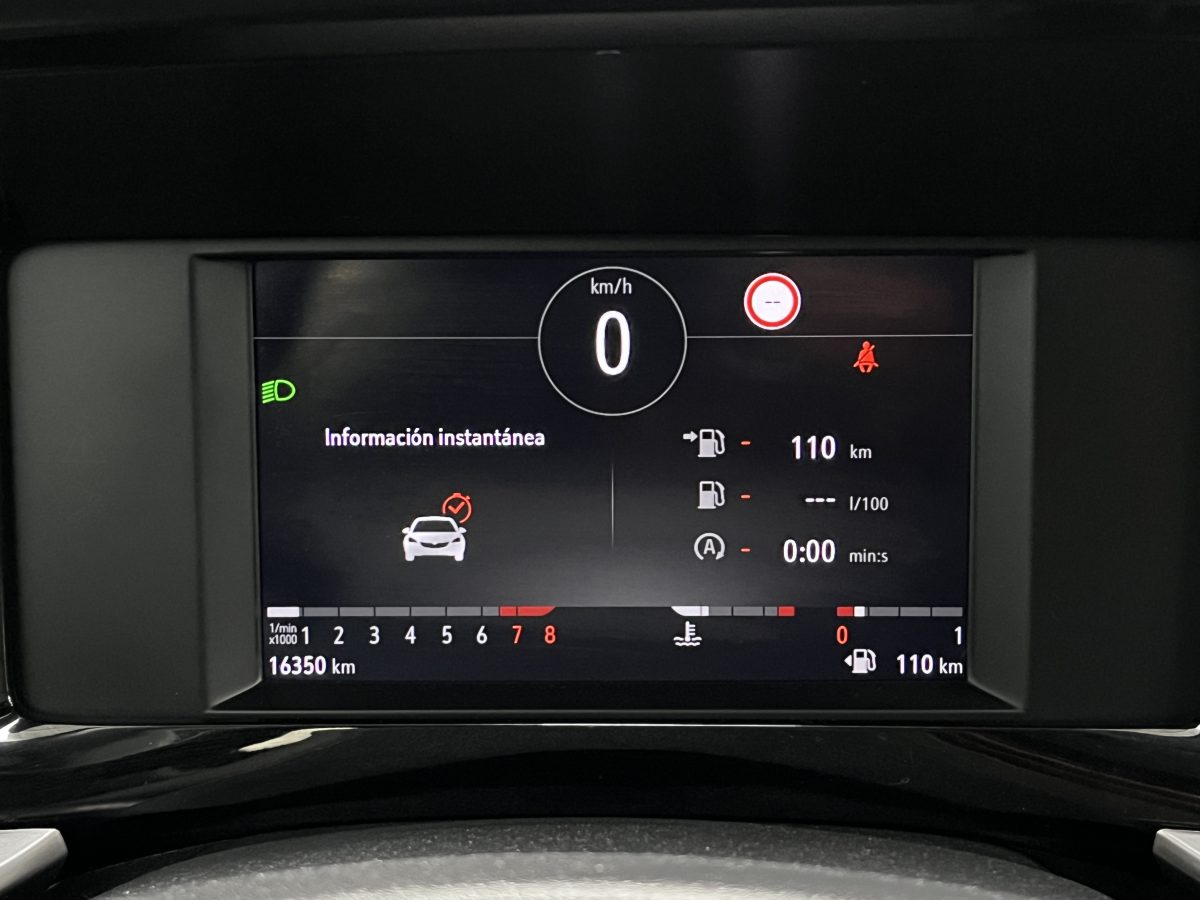 km/h
0
--
Información instantánea
- 110 km
- --- l/100
A - 0:00 min:s
1/min
x1000 1 2 3 4 5 6 7 8
0 1
16350 km
110 km